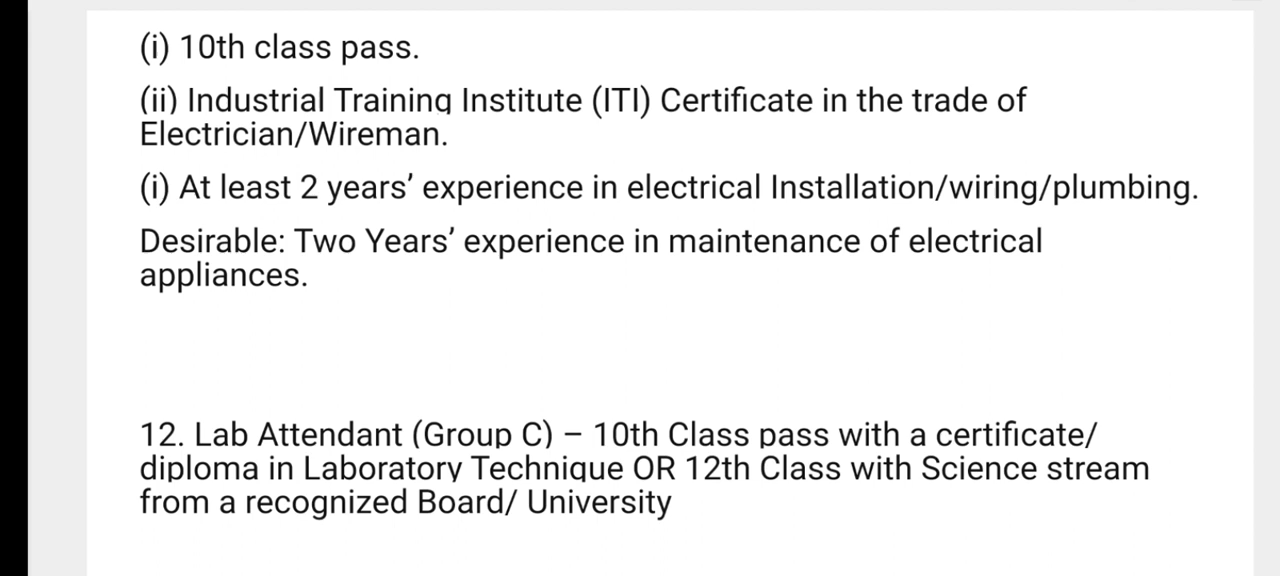 (i) 10th class pass.
(ii) Industrial Training Institute (ITI) Certificate in the trade of
Electrician/Wireman.
(i) At least 2 years’ experience in electrical Installation/wiring/plumbing.
Desirable: Two Years’ experience in maintenance of electrical
appliances.
12. Lab Attendant (Group C) – 10th Class pass with a certificate/
diploma in Laboratory Technique OR 12th Class with Science stream
from a recognized Board/ University